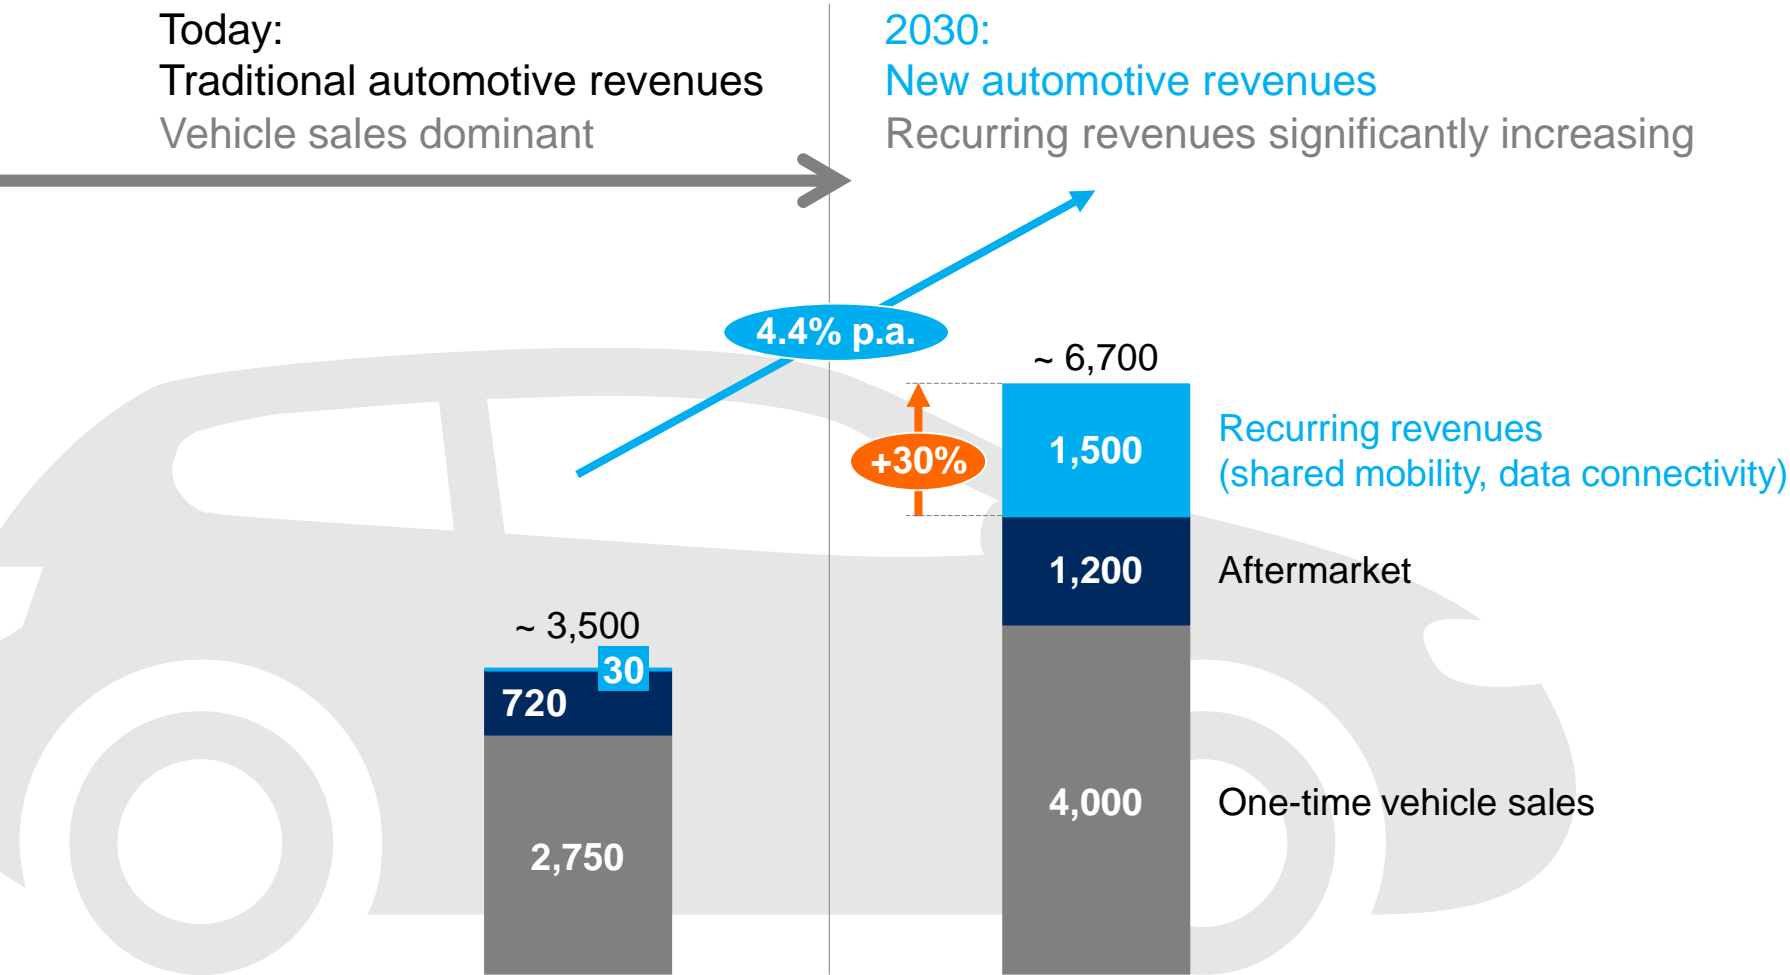 Today:
Traditional automotive revenues
Vehicle sales dominant
2030:
New automotive revenues
Recurring revenues significantly increasing
4.4% p.a.
~ 6,700
+30%
1,500
Recurring revenues
(shared mobility, data connectivity)
1,200
Aftermarket
~ 3,500
30
720
4,000
One-time vehicle sales
2,750